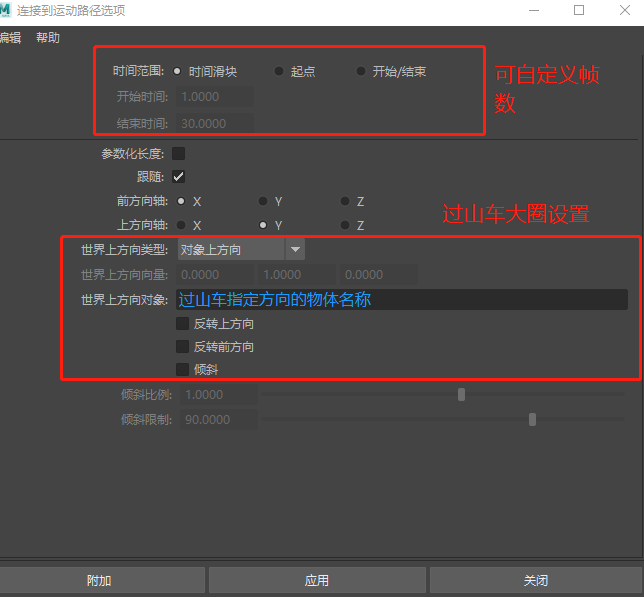 连接到运动路径选项
编辑 帮助
时间范围: 时间滑块 起点 开始/结束
可自定义帧
数
开始时间: 1.0000
结束时间: 30.0000
参数化长度:
跟随:
前方向轴: X Y Z
上方向轴: X Y Z
过山车大圈设置
世界上方向类型: 对象上方向
世界上方向向量: 0.0000 1.0000 0.0000
世界上方向对象: 过山车指定方向的物体名称
反转上方向
反转前方向
倾斜
倾斜比例: 1.0000
倾斜限制: 90.0000
附加 应用 关闭